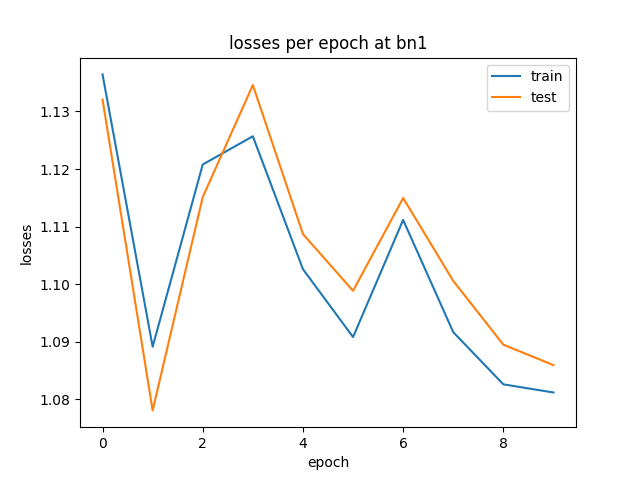 losses per epoch at bn1
train
test
1.13
1.12
1.11
1.10
1.09
1.08
losses
0
2
4
6
8
epoch